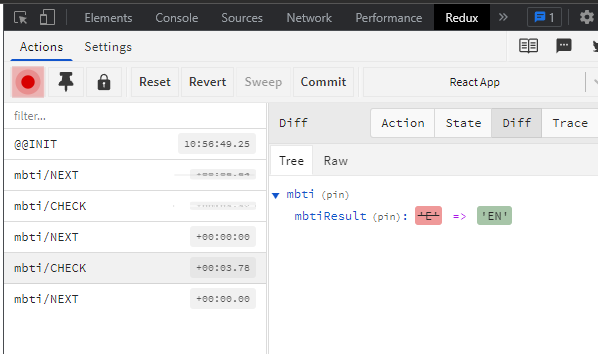 Elements Console Sources Network Performance Redux » 1
Actions Settings
Reset Revert Sweep Commit React App
filter...
Diff Action State Diff Trace
@@INIT 10:56:49.25
Tree Raw
mbti/NEXT
mbti (pin)
mbti/CHECK
mbtiResult (pin): 'E' => 'EN'
mbti/NEXT +00:00:00
mbti/CHECK +00:03.78
mbti/NEXT +00:00.00